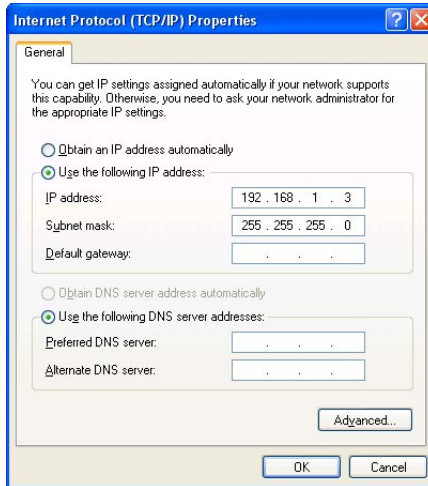 Internet Protocol (TCP/IP) Properties
General
You can get IP settings assigned automatically if your network supports
this capability. Otherwise, you need to ask your network administrator for
the appropriate IP settings.
Obtain an IP address automatically
Use the following IP address:
IP address: 192 . 168 . 1 . 3
Subnet mask: 255 . 255 . 255 . 0
Default gateway: . . .
Obtain DNS server address automatically
Use the following DNS server addresses:
Preferred DNS server: . . .
Alternate DNS server: . . .
Advanced...
OK Cancel